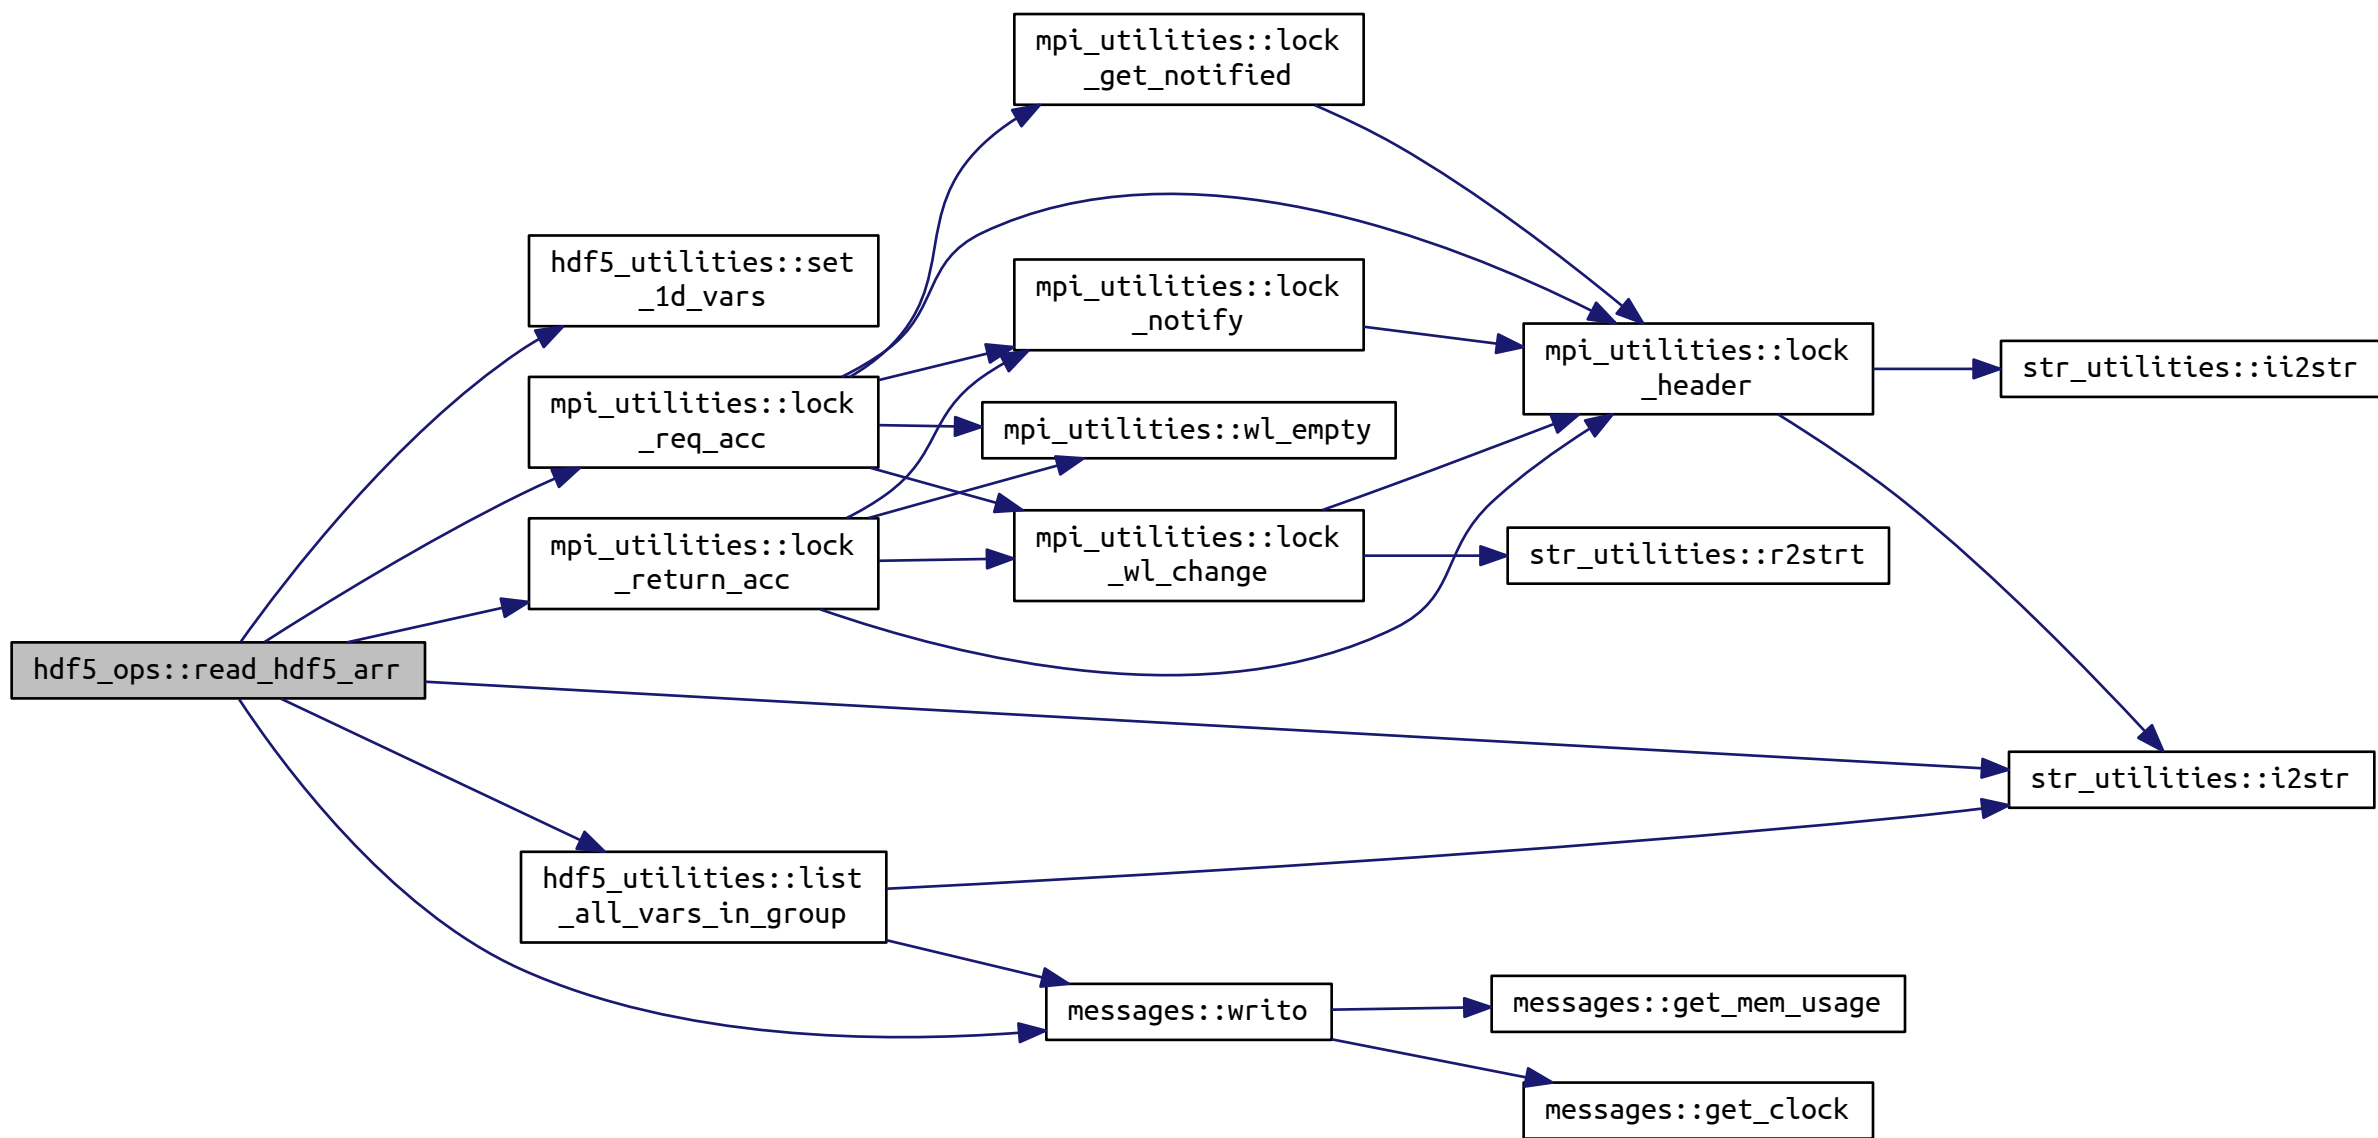 mpi_utilities::lock
_get_notified
hdf5_utilities::set
_1d_vars
mpi_utilities::lock
_notify
mpi_utilities::lock
_header
str_utilities::ii2str
mpi_utilities::lock
_req_acc
mpi_utilities::wl_empty
mpi_utilities::lock
_return_acc
mpi_utilities::lock
_wl_change
str_utilities::r2strt
hdf5_ops::read_hdf5_arr
str_utilities::i2str
hdf5_utilities::list
_all_vars_in_group
messages::writo
messages::get_mem_usage
messages::get_clock